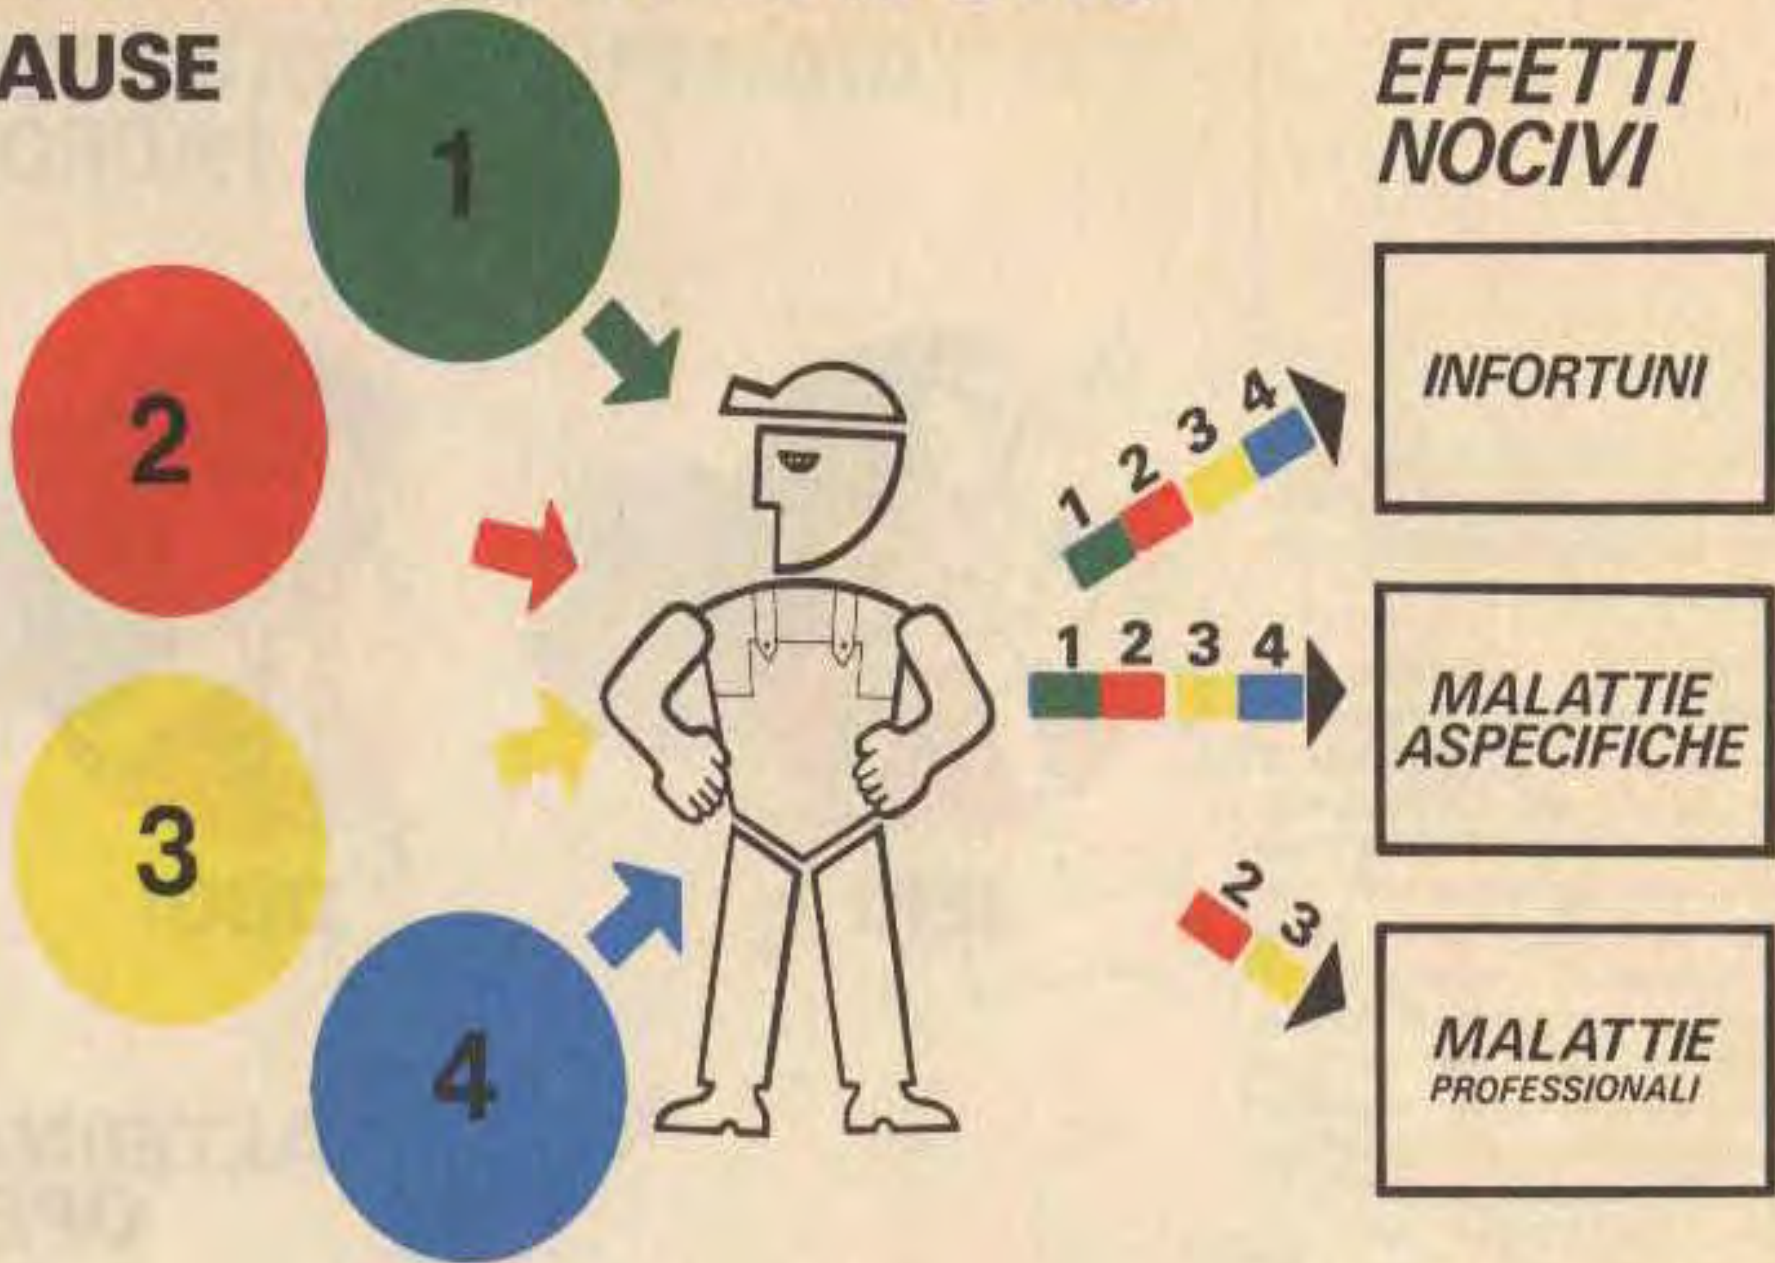 AUSE
1
2
3
4
EFFETTI
NOCIVI
1 2 3 4
INFORTUNI
1 2 3 4
MALATTIE
ASPECIFICHE
2 3
MALATTIE
PROFESSIONALI